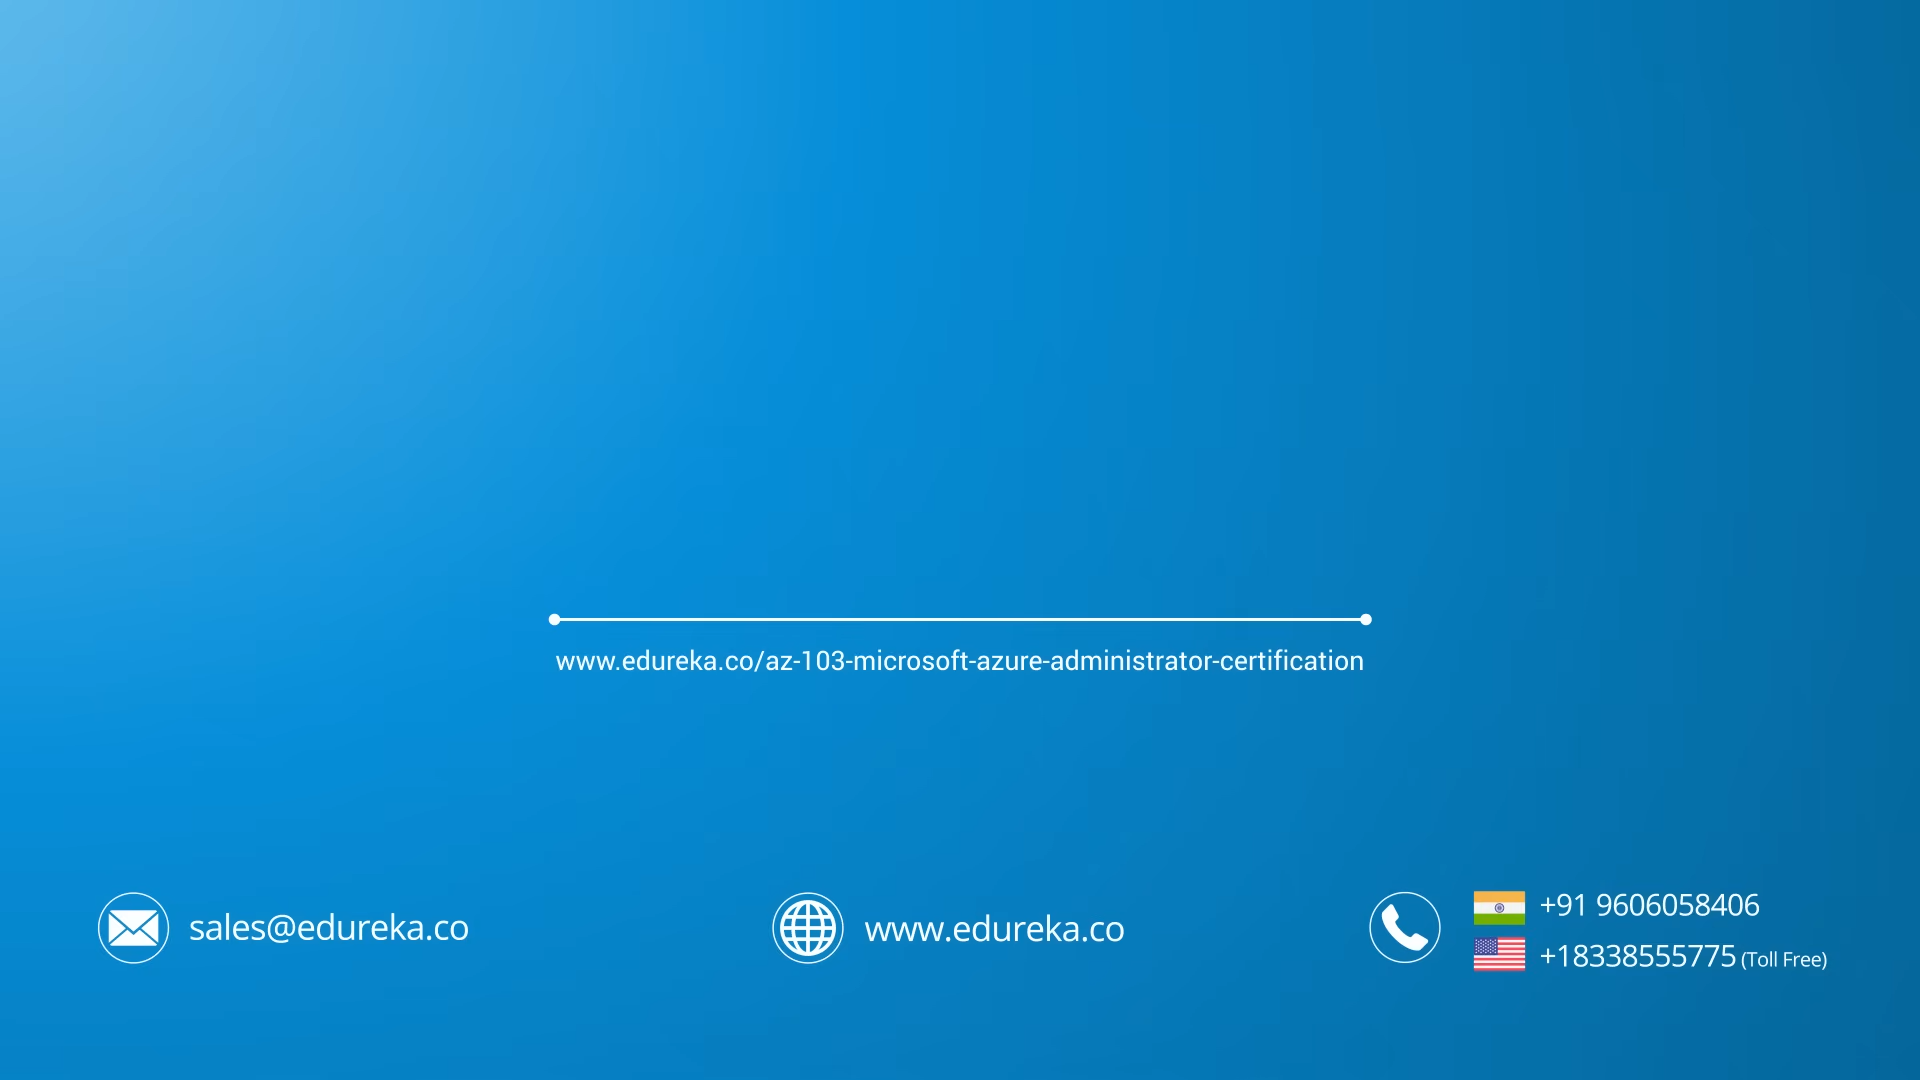 www.edureka.co/az-103-microsoft-azure-administrator-certification
sales@edureka.co
www.edureka.co
+91 9606058406
+18338555775 (Toll Free)